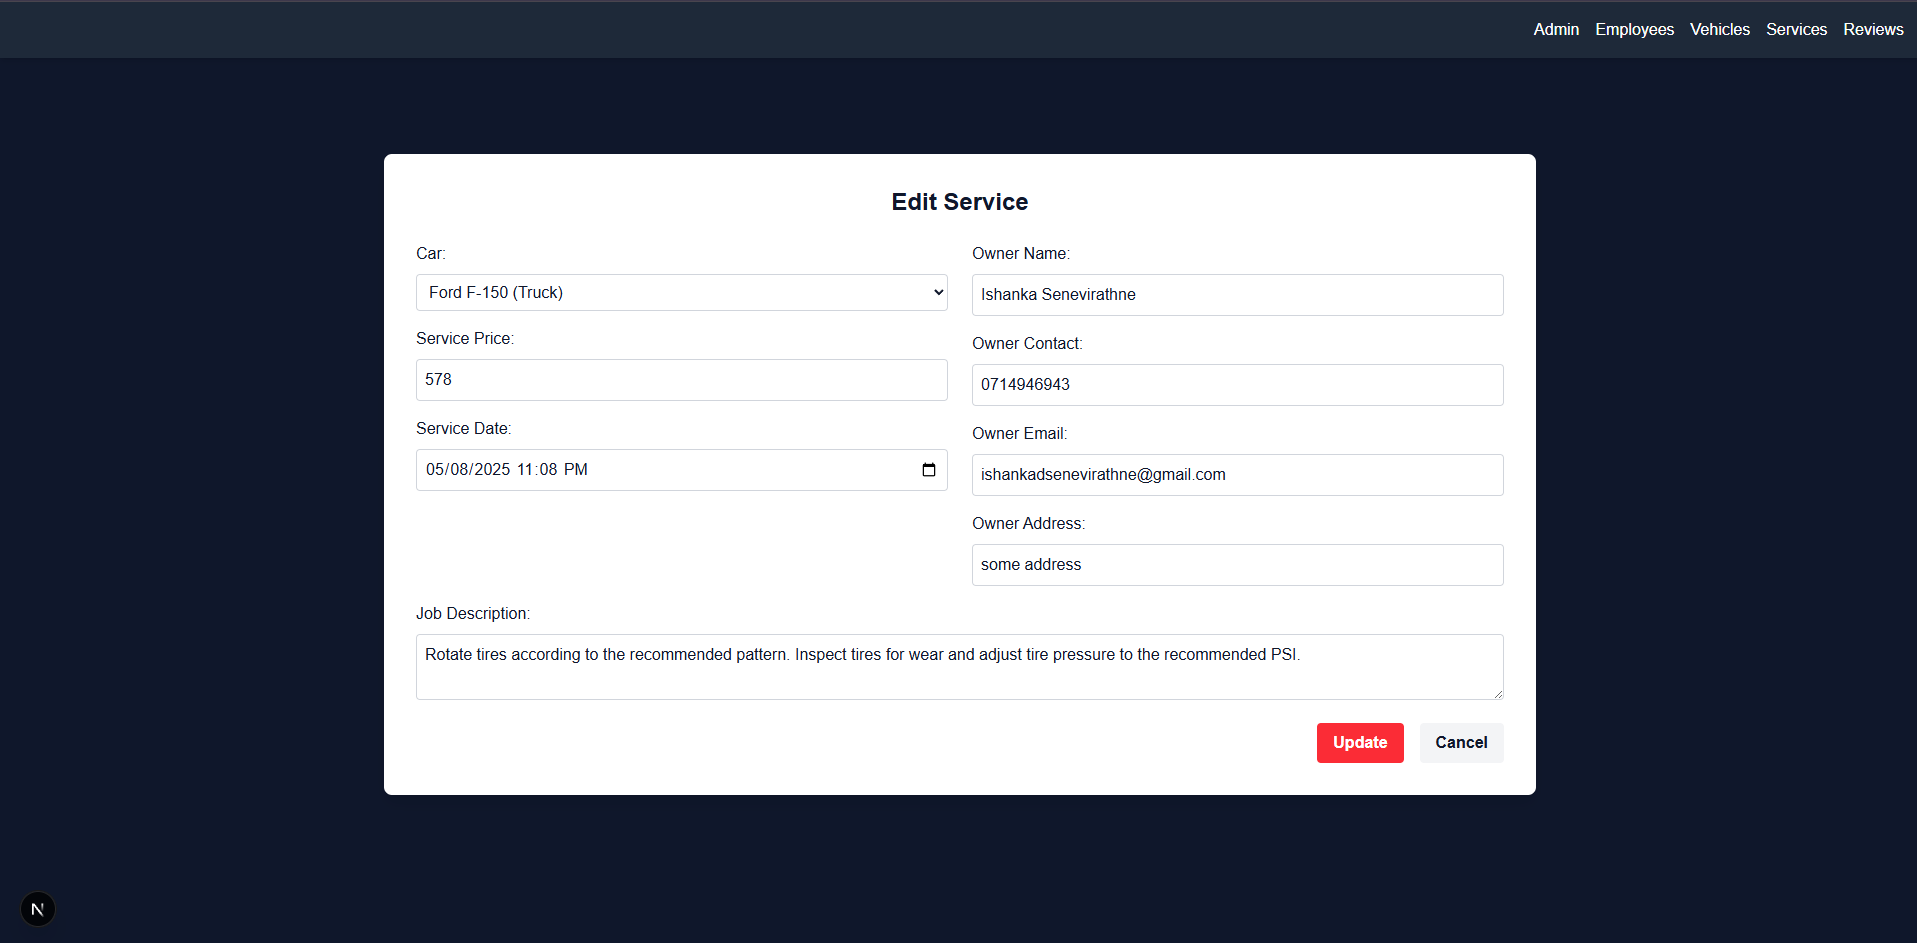 Admin Employees Vehicles Services Reviews
Edit Service
Car:
Ford F-150 (Truck)
Service Price:
578
Service Date:
05/08/2025 11:08 PM
Owner Name:
Ishanka Senevirathne
Owner Contact:
0714946943
Owner Email:
ishankadsenevirathne@gmail.com
Owner Address:
some address
Job Description:
Rotate tires according to the recommended pattern. Inspect tires for wear and adjust tire pressure to the recommended PSI.
Update Cancel
N